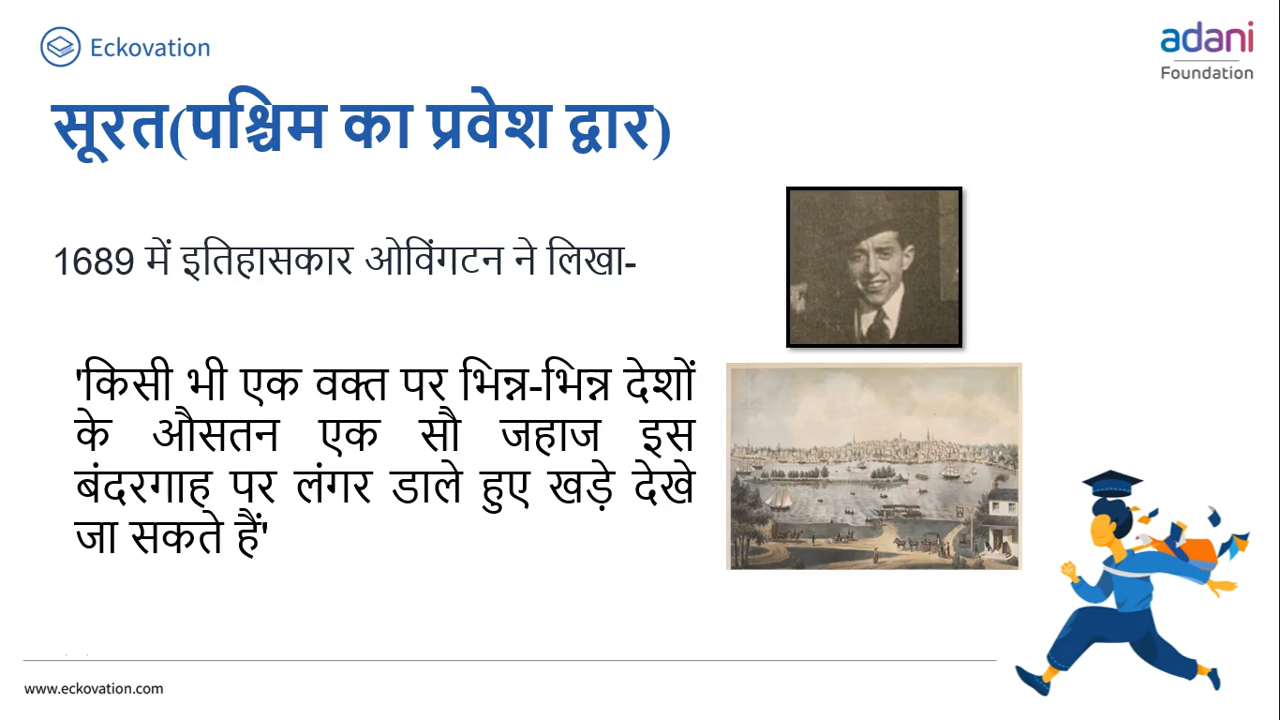 Eckovation
adani
Foundation
सूरत(पश्चिम का प्रवेश द्वार)
1689 में इतिहासकार ओविंगटन ने लिखा-
'किसी भी एक वक्त पर भिन्न-भिन्न देशों
के औसतन एक सौ जहाज इस
बंदरगाह पर लंगर डाले हुए खड़े देखे
जा सकते हैं'
www.eckovation.com